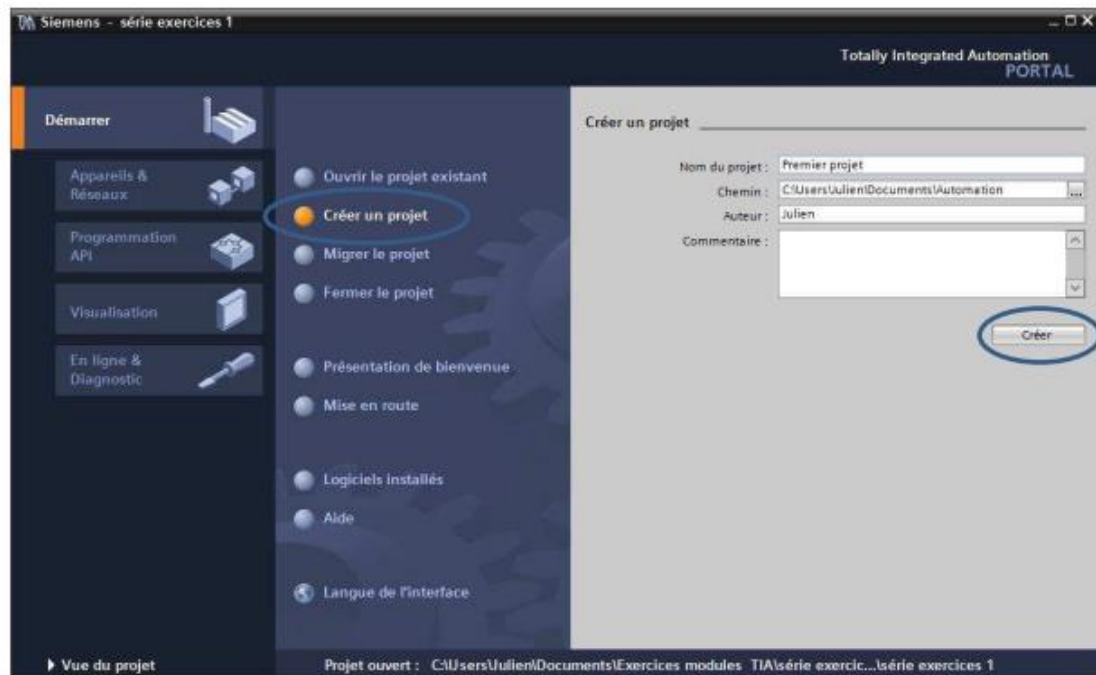 Siemens - série exercices 1
Totally Integrated Automation
PORTAL
Démarrer
Appareils &
Réseaux
Programmation
API
Visualisation
En ligne &
Diagnostic
Vue du projet
Ouvrir le projet existant
Créer un projet
Migrer le projet
Fermer le projet
Présentation de bienvenue
Mise en route
Logiciels installés
Aide
Langue de l'interface
Créer un projet
Nom du projet : Premier projet
Chemin : C:\Users\Julien\Documents\Automation ...
Auteur : Julien
Commentaire :
Créer
Projet ouvert : C:\Users\Julien\Documents\Exercices modules TIA\série exercic...\série exercices 1